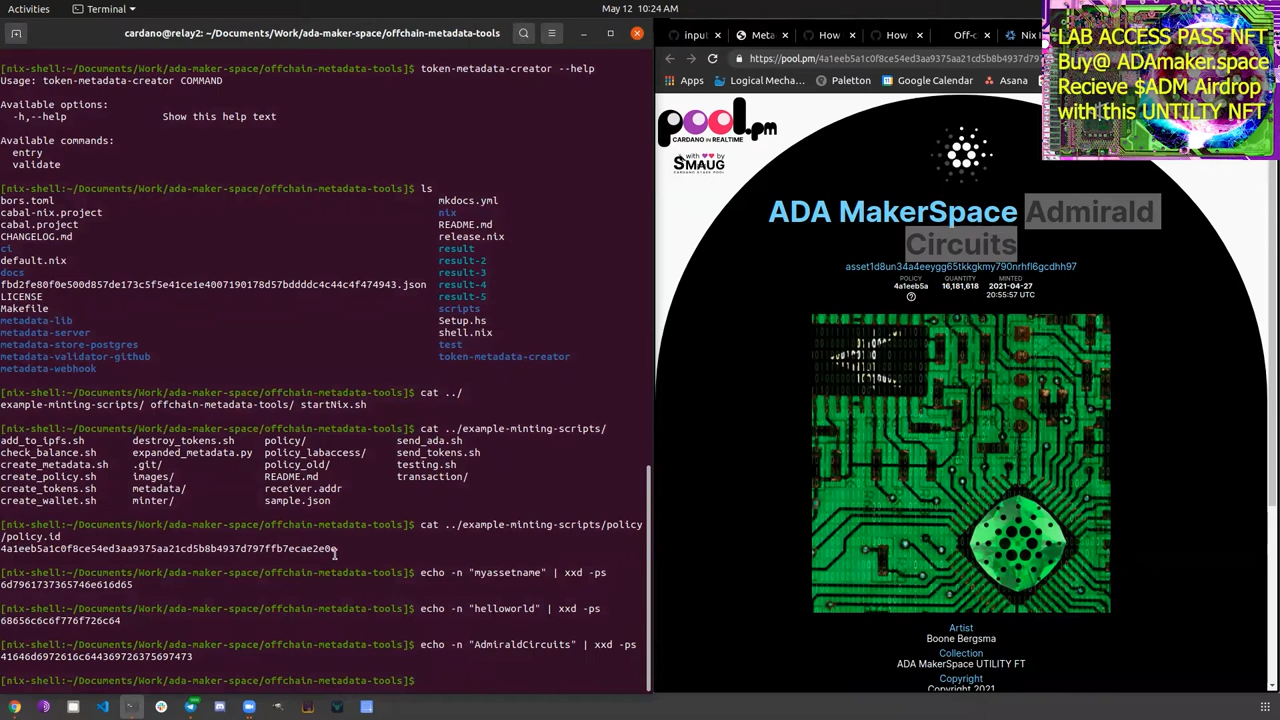 Activities
Terminal
May 12 10:24 AM
cardano@relay2: ~/Documents/Work/ada-maker-space/offchain-metadata-tools
[nix-shell:~/Documents/Work/ada-maker-space/offchain-metadata-tools]$ token-metadata-creator --help
Usage: token-metadata-creator COMMAND
Available options:
-h,--help Show this help text
Available commands:
entry
validate
[nix-shell:~/Documents/Work/ada-maker-space/offchain-metadata-tools]$ ls
bors.toml mkdocs.yml
cabal-nix.project nix
cabal.project README.md
CHANGELOG.md release.nix
ci result
default.nix result-2
docs result-3
fbd2fe80f0e500d857de173c5f5e41ce1e4807190178d57bddddc4c44c4f474943.json result-4
LICENSE result-5
Makefile scripts
metadata-lib Setup.hs
metadata-server shell.nix
metadata-store-postgres test
metadata-validator-github token-metadata-creator
metadata-webhook
[nix-shell:~/Documents/Work/ada-maker-space/offchain-metadata-tools]$ cat ../
example-minting-scripts/ offchain-metadata-tools/ startNix.sh
[nix-shell:~/Documents/Work/ada-maker-space/offchain-metadata-tools]$ cat ../example-minting-scripts/
add_to_ipfs.sh destroy_tokens.sh policy/ send_ada.sh
check_balance.sh expanded_metadata.py policy_labaccess/ send_tokens.sh
create_metadata.sh .git/ policy_old/ testing.sh
create_policy.sh images/ README.md transaction/
create_tokens.sh metadata/ receiver.addr
create_wallet.sh minter/ sample.json
[nix-shell:~/Documents/Work/ada-maker-space/offchain-metadata-tools]$ cat ../example-minting-scripts/policy
/policy.id
4a1eeb5a1c0f8ce54ed3aa9375aa21cd5b8b4937d797ffb7ecae2e0e
[nix-shell:~/Documents/Work/ada-maker-space/offchain-metadata-tools]$ echo -n "myassetname" | xxd -ps
6d7961737365746e616d65
[nix-shell:~/Documents/Work/ada-maker-space/offchain-metadata-tools]$ echo -n "helloworld" | xxd -ps
68656c6c6f776f726c64
[nix-shell:~/Documents/Work/ada-maker-space/offchain-metadata-tools]$ echo -n "AdmiraldCircuits" | xxd -ps
41646d6972616c644369726375697473
[nix-shell:~/Documents/Work/ada-maker-space/offchain-metadata-tools]$
input
Meta
How
How
Off-c
Nix
https://pool.pm/4a1eeb5a1c0f8ce54ed3aa9375aa21cd5b8b4937d79
Apps Logical Mecha... Paletton Google Calendar Asana
pool.pm
CARDANO IN REALTIME
with by
SMAUG
CARDANO STAKE POOL
ADA MakerSpace Admirald
Circuits
asset1d8un34a4eeygg65tkkgkmy790nrhfl6gcdhh97
POLICY QUANTITY MINTED
4a1eeb5a 16,181,618 2021-04-27
20:55:57 UTC
Artist
Boone Bergsma
Collection
ADA MakerSpace UTILITY FT
Copyright
Copyright 2021
LAB ACCESS PASS NFT
Buy@ ADAmaker.space
Recieve $ADM Airdrop
with this UNTILTY NFT